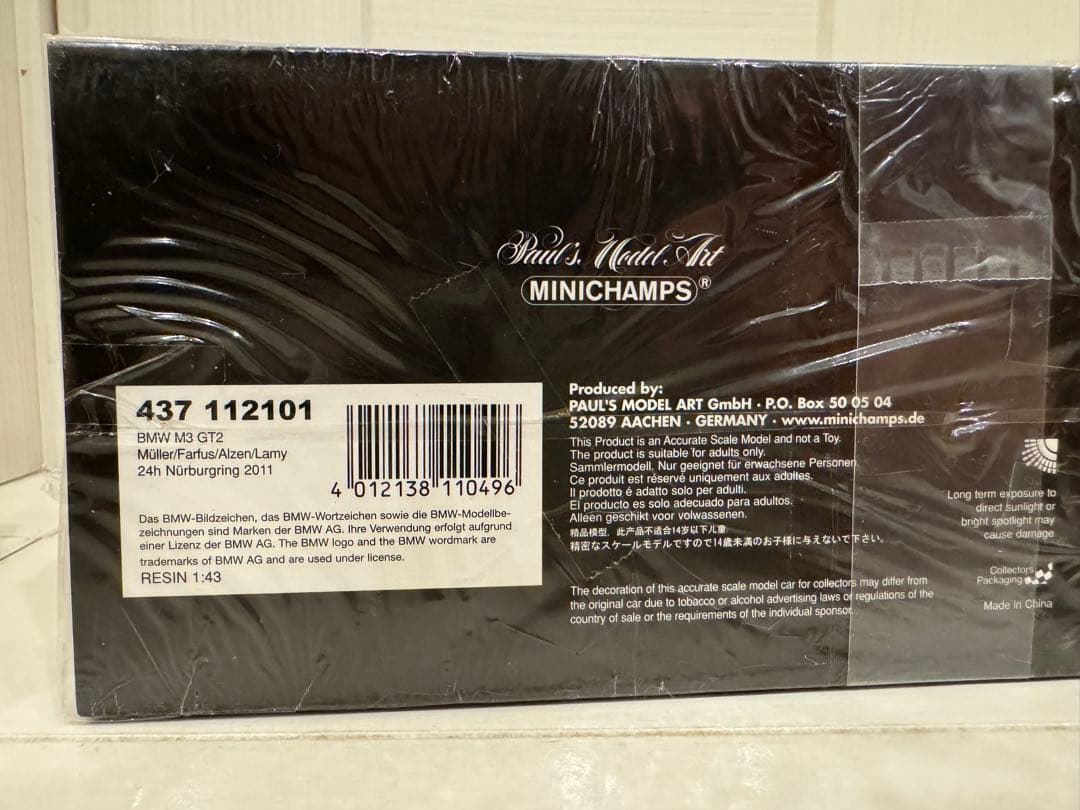 Paul's Model Art
MINICHAMPS®
437 112101
BMW M3 GT2
Müller/Farfus/Alzen/Lamy
24h Nürburgring 2011
4 012138 110496
Das BMW-Bildzeichen, das BMW-Wortzeichen sowie die BMW-Modellbe-
zeichnungen sind Marken der BMW AG. Ihre Verwendung erfolgt aufgrund
einer Lizenz der BMW AG. The BMW logo and the BMW wordmark are
trademarks of BMW AG and are used under license.
RESIN 1:43
Produced by:
PAUL'S MODEL ART GmbH · P.O. Box 50 05 04
52089 AACHEN · GERMANY · www.minichamps.de
This Product is an Accurate Scale Model and not a Toy.
The product is suitable for adults only.
Sammlermodell. Nur geeignet für erwachsene Personen.
Ce produit est réservé uniquement aux adultes.
Il prodotto é adatto solo per adulti.
El producto es solo adecuado para adultos.
Alleen geschikt voor volwassenen.
精品模型，此产品不适合14岁以下儿童
精密なスケールモデルですので14歳未満のお子様に与えないで下さい。
The decoration of this accurate scale model car for collectors may differ from
the original car due to tobacco or alcohol advertising laws or regulations of the
country of sale or the requirements of the individual sponsor.
Long term exposure to
direct sunlight or
bright spotlight may
cause damage
Collectors
Packaging
Made in China